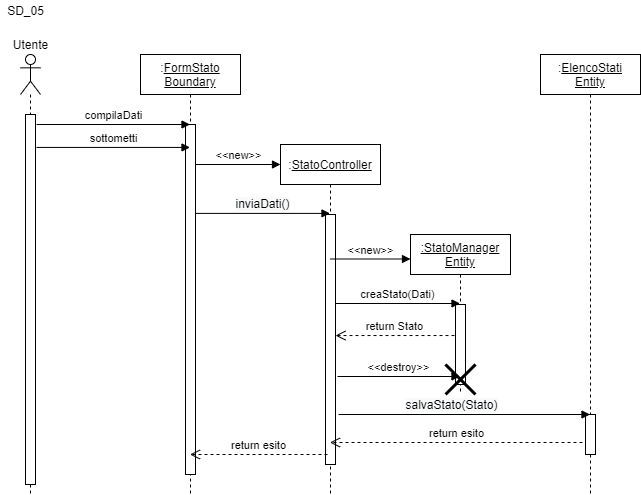 SD_05
Utente
:FormStato
Boundary
:ElencoStati
Entity
compilaDati
sottometti
<<new>>
:StatoController
inviaDati()
<<new>>
:StatoManager
Entity
creaStato(Dati)
return Stato
<<destroy>>
salvaStato(Stato)
return esito
return esito